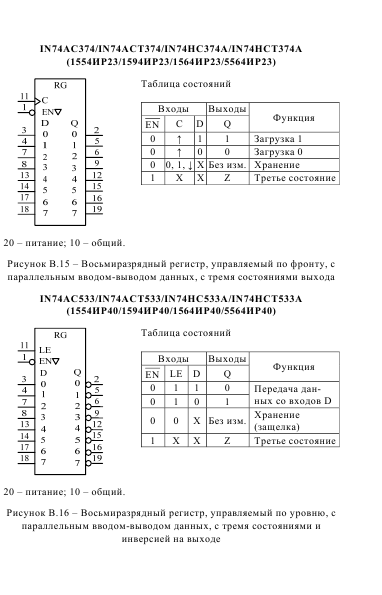 IN74AC374/IN74ACT374/IN74HC374A/IN74HCT374A
(1554ИР23/1594ИР23/1564ИР23/5564ИР23)
RG
11 C
1 EN▽
D Q
3 0 0 2
4 1 1 5
7 2 2 6
8 3 3 9
13 4 4 12
14 5 5 15
17 6 6 16
18 7 7 19
Таблица состояний
Входы Выходы Функция
EN C D Q
0 ↑ 1 1 Загрузка 1
0 ↑ 0 0 Загрузка 0
0 0, 1, ↓ X Без изм. Хранение
1 X X Z Третье состояние
20 – питание; 10 – общий.
Рисунок В.15 – Восьмиразрядный регистр, управляемый по фронту, с
параллельным вводом-выводом данных, с тремя состояниями выхода
IN74AC533/IN74ACT533/IN74HC533A/IN74HCT533A
(1554ИР40/1594ИР40/1564ИР40/5564ИР40)
RG
11 LE
1 EN▽
D Q
3 0 0 2
4 1 1 5
7 2 2 6
8 3 3 9
13 4 4 12
14 5 5 15
17 6 6 16
18 7 7 19
Таблица состояний
Входы Выходы Функция
EN LE D Q
0 1 1 0 Передача дан-
0 1 0 1 ных со входов D
0 0 X Без изм. Хранение
(защелка)
1 X X Z Третье состояние
20 – питание; 10 – общий.
Рисунок В.16 – Восьмиразрядный регистр, управляемый по уровню, с
параллельным вводом-выводом данных, с тремя состояниями и
инверсией на выходе